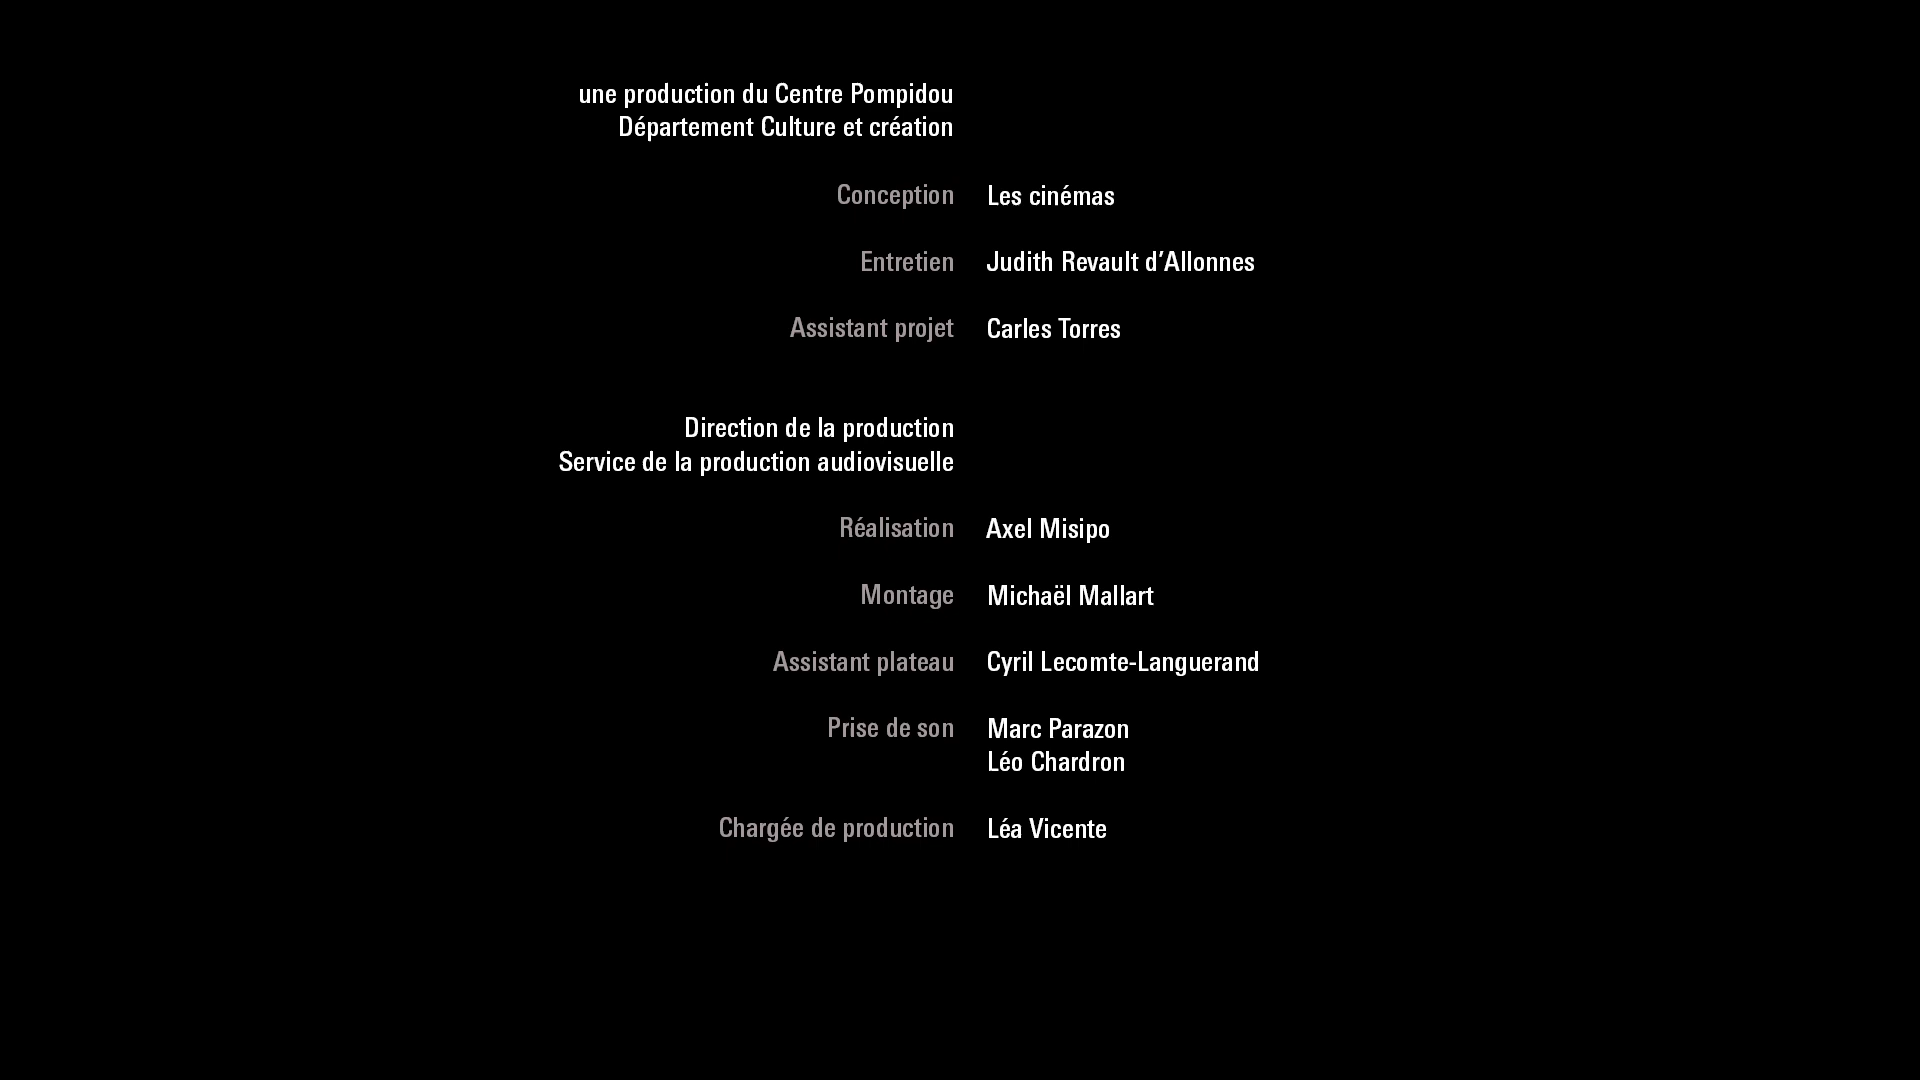 une production du Centre Pompidou
Département Culture et création
Conception Les cinémas
Entretien Judith Revault d’Allonnes
Assistant projet Carles Torres
Direction de la production
Service de la production audiovisuelle
Réalisation Axel Misipo
Montage Michaël Mallart
Assistant plateau Cyril Lecomte-Languerand
Prise de son Marc Parazon
Léo Chardron
Chargée de production Léa Vicente